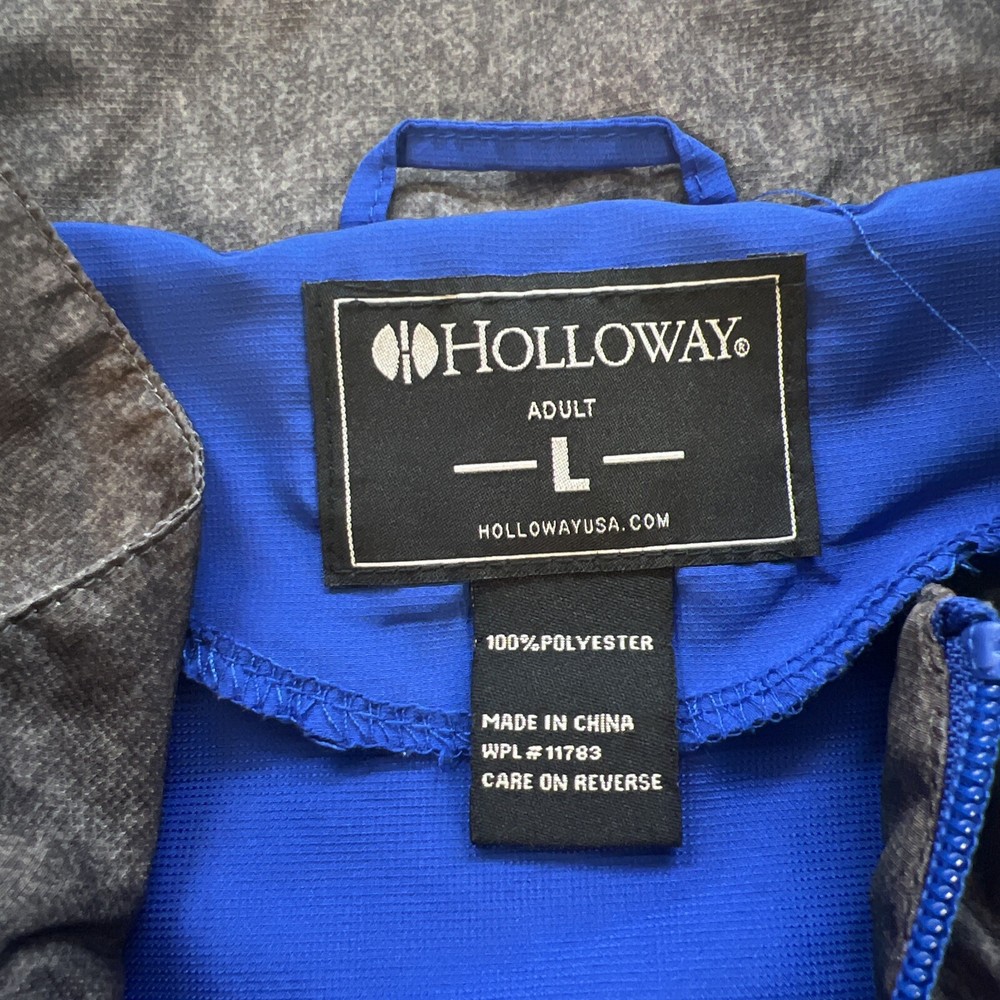 HOLLOWAY®
ADULT
L
HOLLOWAYUSA.COM
100%POLYESTER
MADE IN CHINA
WPL#11783
CARE ON REVERSE